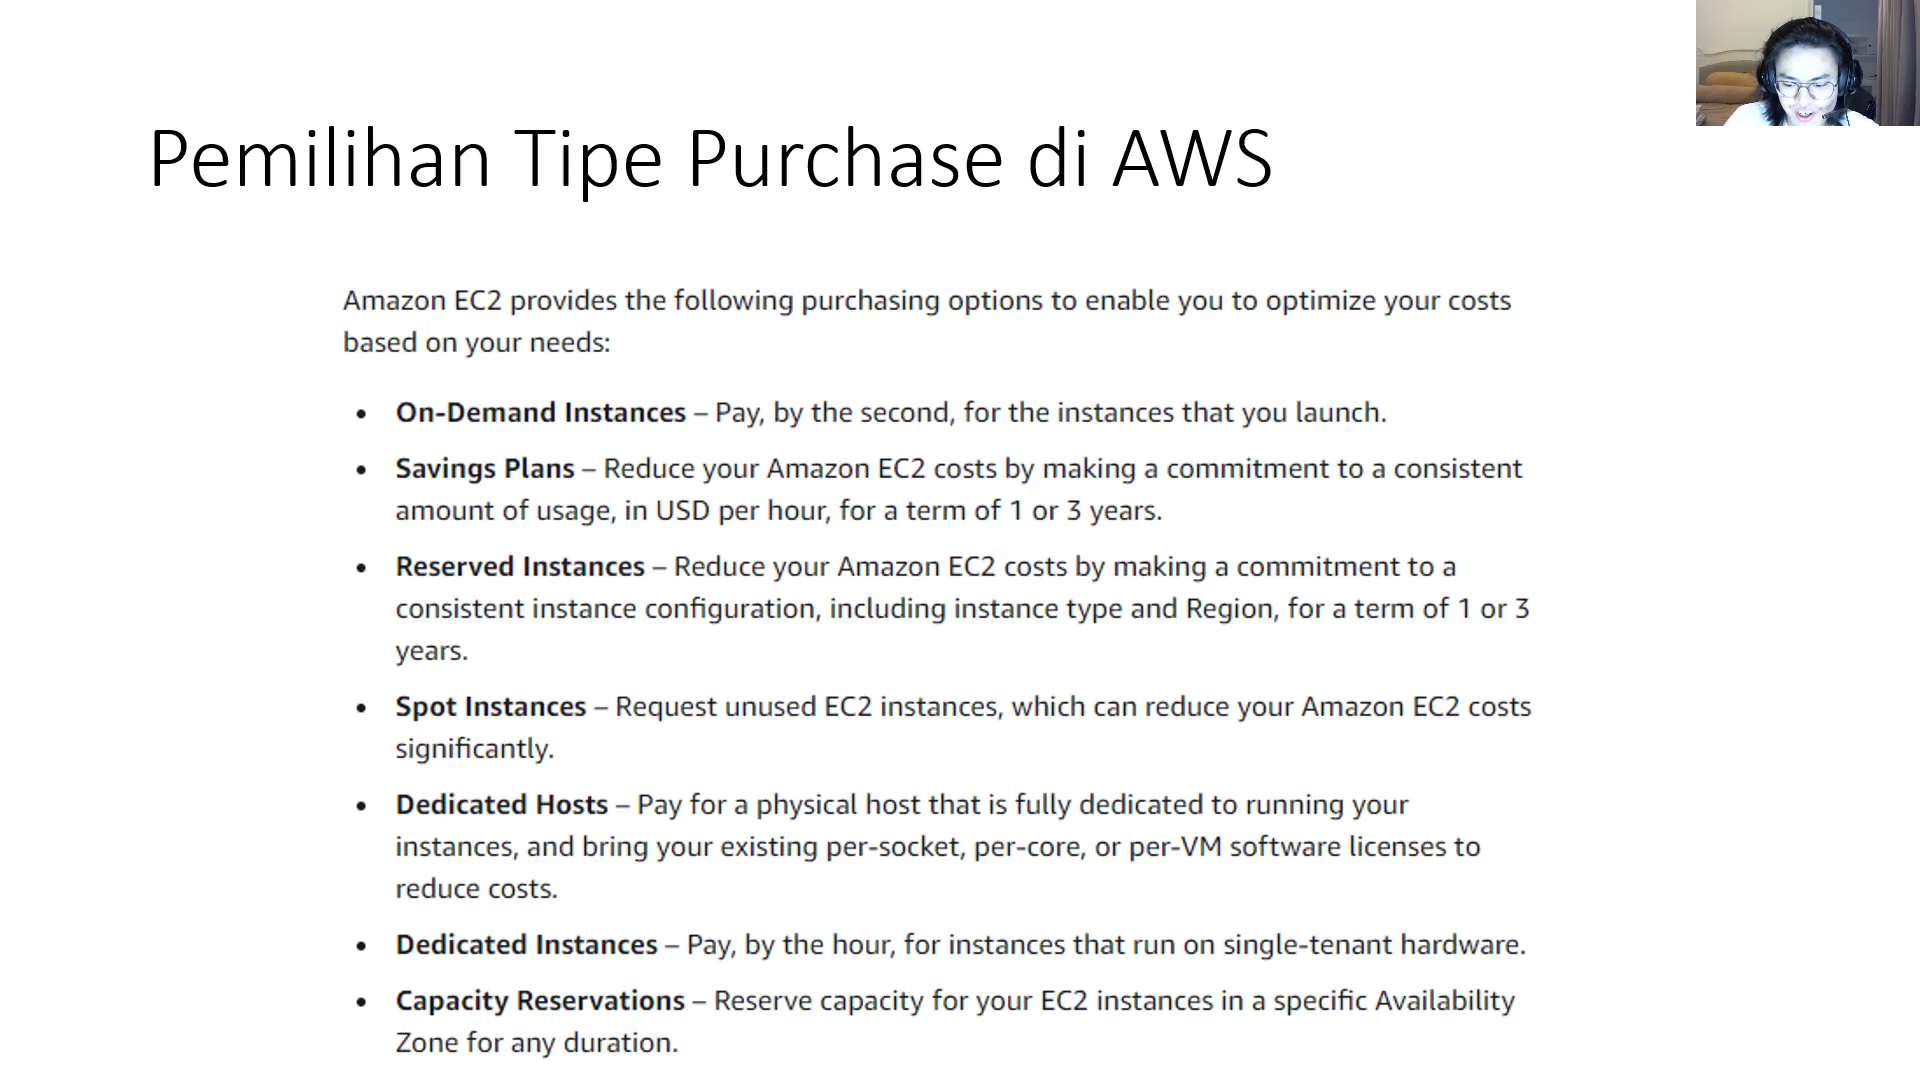 Pemilihan Tipe Purchase di AWS
Amazon EC2 provides the following purchasing options to enable you to optimize your costs
based on your needs:
• On-Demand Instances – Pay, by the second, for the instances that you launch.
• Savings Plans – Reduce your Amazon EC2 costs by making a commitment to a consistent
amount of usage, in USD per hour, for a term of 1 or 3 years.
• Reserved Instances – Reduce your Amazon EC2 costs by making a commitment to a
consistent instance configuration, including instance type and Region, for a term of 1 or 3
years.
• Spot Instances – Request unused EC2 instances, which can reduce your Amazon EC2 costs
significantly.
• Dedicated Hosts – Pay for a physical host that is fully dedicated to running your
instances, and bring your existing per-socket, per-core, or per-VM software licenses to
reduce costs.
• Dedicated Instances – Pay, by the hour, for instances that run on single-tenant hardware.
• Capacity Reservations – Reserve capacity for your EC2 instances in a specific Availability
Zone for any duration.